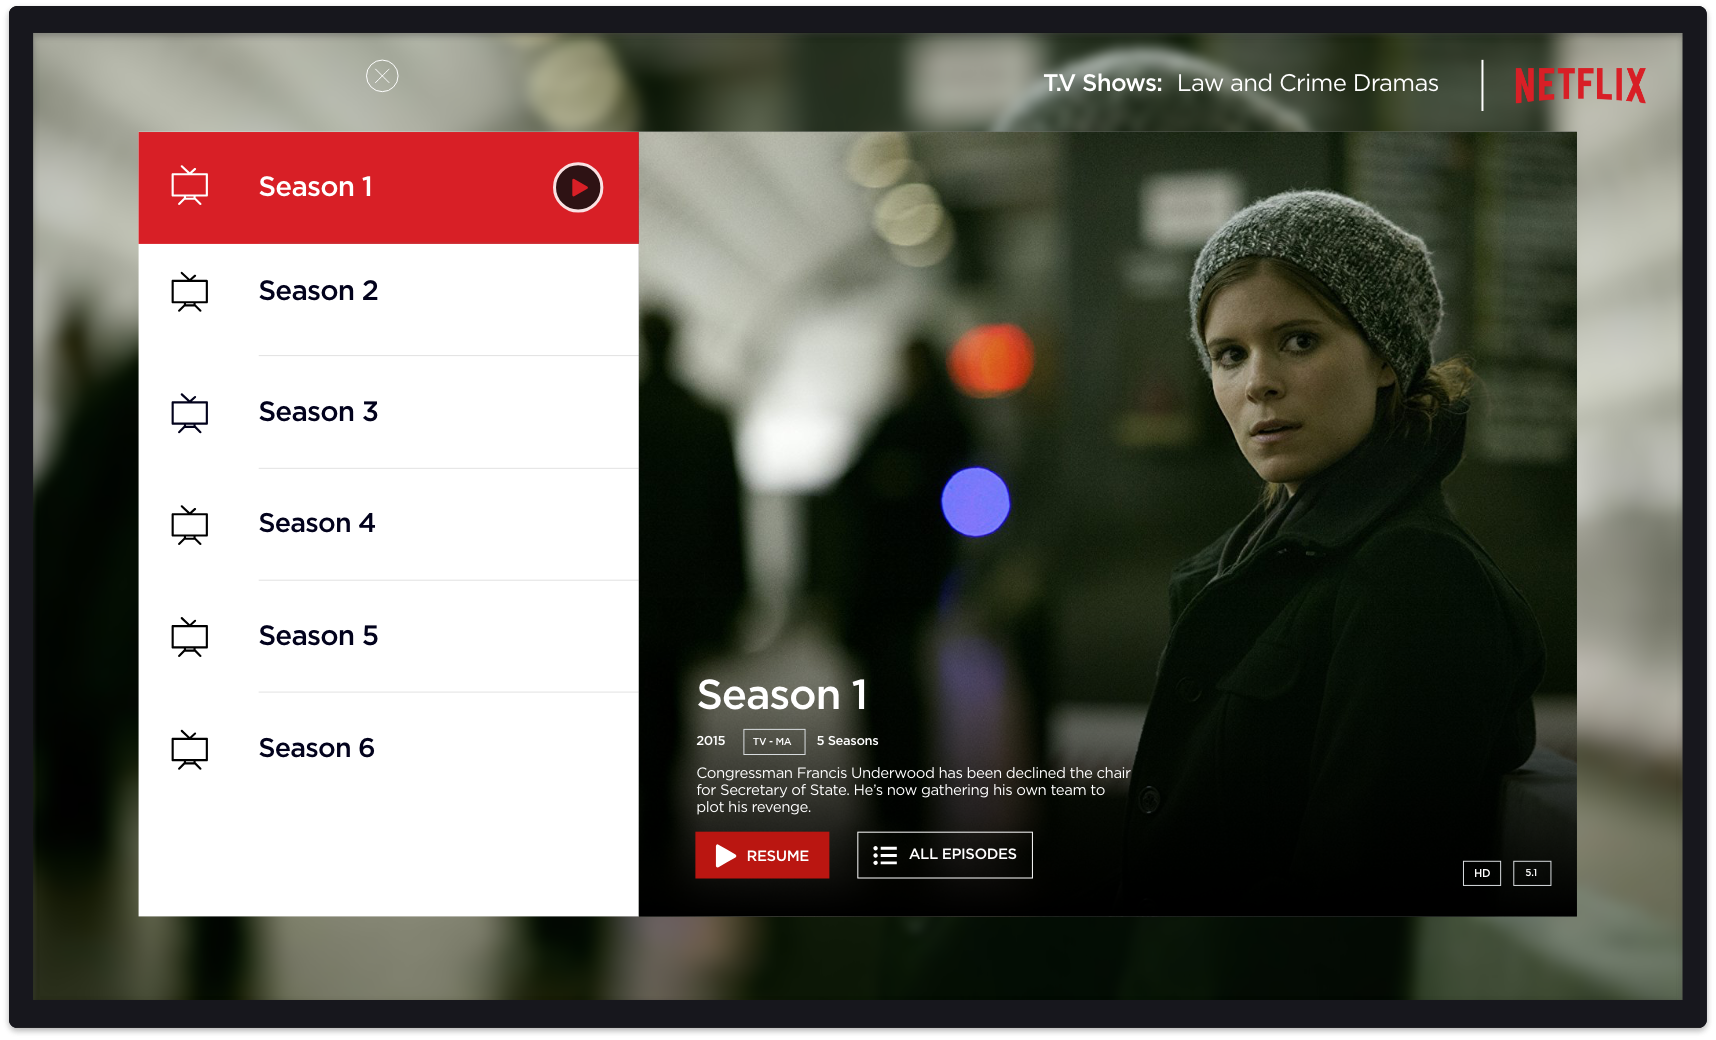 T.V Shows: Law and Crime Dramas
NETFLIX
Season 1
Season 2
Season 3
Season 4
Season 5
Season 6
Season 1
2015 TV - MA 5 Seasons
Congressman Francis Underwood has been declined the chair
for Secretary of State. He's now gathering his own team to
plot his revenge.
RESUME
ALL EPISODES
HD
5.1